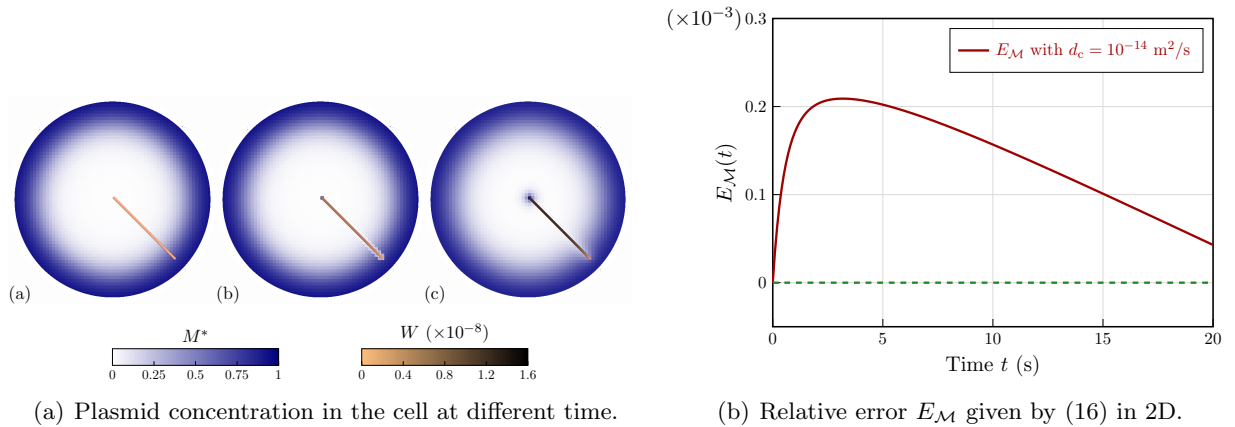 (a)
(b)
(c)
M*
0 0.25 0.5 0.75 1
W (×10⁻⁸)
0 0.4 0.8 1.2 1.6
(a) Plasmid concentration in the cell at different time.
(×10⁻³)
0.3
0.2
0.1
0
E_ℳ(t)
E_ℳ with d_c = 10⁻¹⁴ m²/s
0 5 10 15 20
Time t (s)
(b) Relative error E_ℳ given by (16) in 2D.